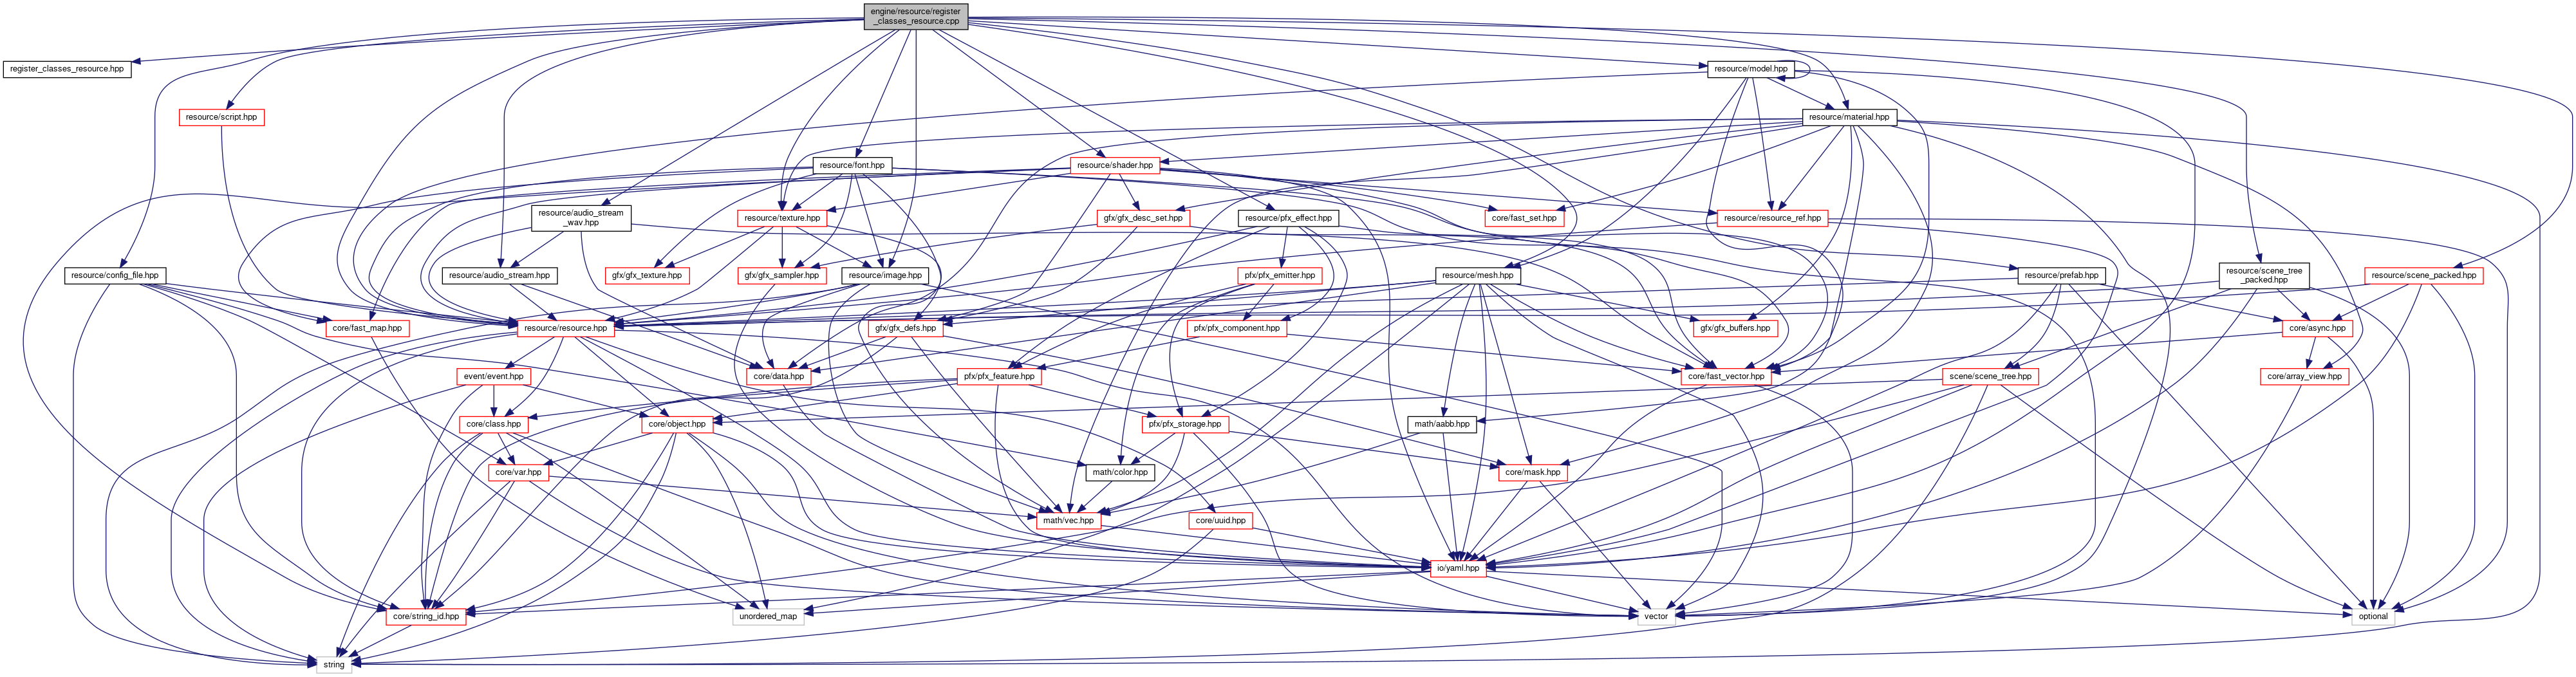 engine/resource/register
_classes_resource.cpp
register_classes_resource.hpp
resource/model.hpp
resource/script.hpp
resource/material.hpp
resource/font.hpp
resource/shader.hpp
resource/audio_stream
_wav.hpp
resource/texture.hpp
gfx/gfx_desc_set.hpp
resource/pfx_effect.hpp
core/fast_set.hpp
resource/resource_ref.hpp
resource/config_file.hpp
resource/audio_stream.hpp
gfx/gfx_texture.hpp
gfx/gfx_sampler.hpp
resource/image.hpp
pfx/pfx_emitter.hpp
resource/mesh.hpp
resource/prefab.hpp
resource/scene_tree
_packed.hpp
resource/scene_packed.hpp
core/fast_map.hpp
resource/resource.hpp
gfx/gfx_defs.hpp
pfx/pfx_component.hpp
gfx/gfx_buffers.hpp
core/async.hpp
event/event.hpp
core/data.hpp
pfx/pfx_feature.hpp
core/fast_vector.hpp
scene/scene_tree.hpp
core/array_view.hpp
core/class.hpp
core/object.hpp
pfx/pfx_storage.hpp
math/aabb.hpp
core/var.hpp
math/color.hpp
core/mask.hpp
math/vec.hpp
core/uuid.hpp
io/yaml.hpp
core/string_id.hpp
unordered_map
vector
optional
string